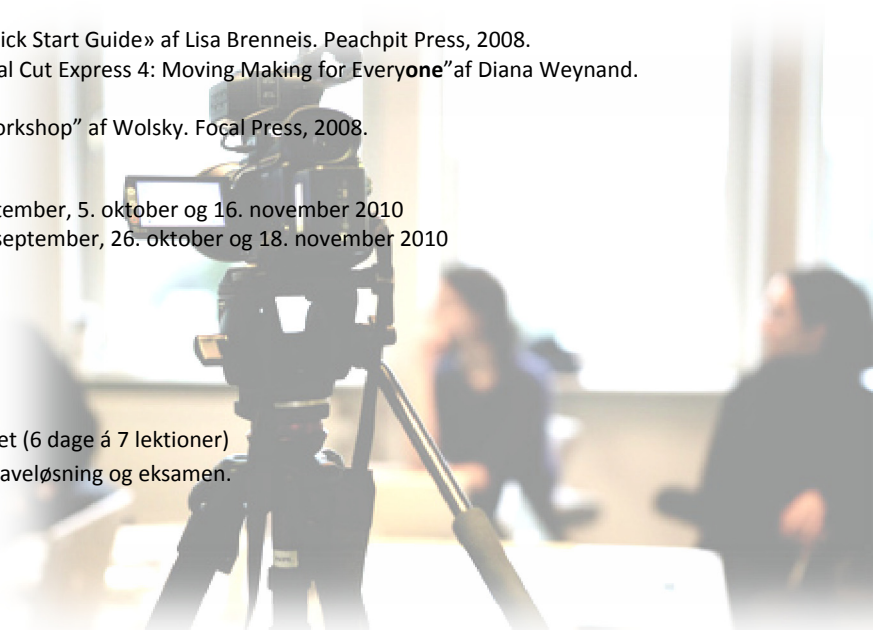 ick Start Guide» af Lisa Brenneis. Peachpit Press, 2008.
al Cut Express 4: Moving Making for Everyone”af Diana Weynand.
orkshop” af Wolsky. Focal Press, 2008.
tember, 5. oktober og 16. november 2010
september, 26. oktober og 18. november 2010
et (6 dage á 7 lektioner)
aveløsning og eksamen.